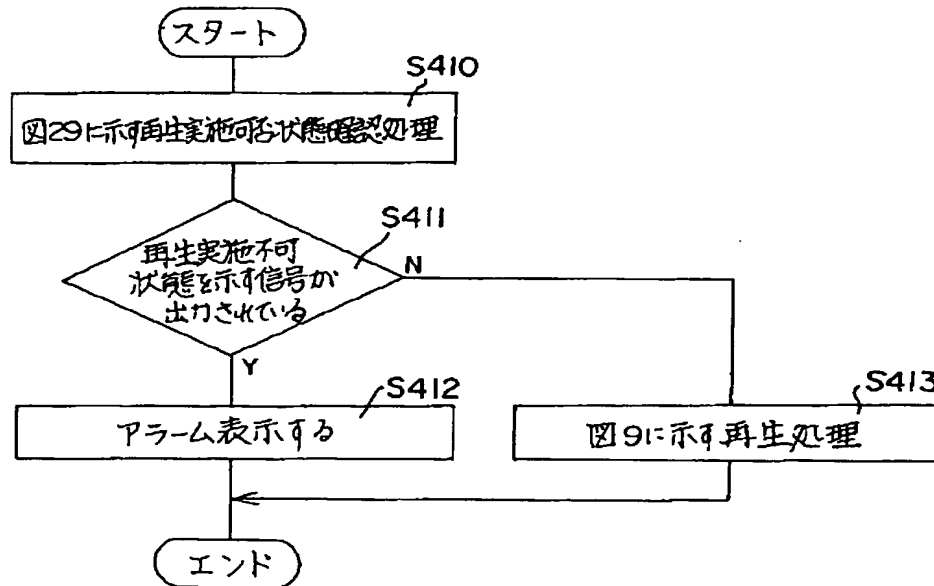 スタート
S410
図29に示す再生実施可否状態確認処理
S411
再生実施不可
状態を示す信号が
出力されている
N
Y
S412
アラーム表示する
S413
図9に示す再生処理
エンド